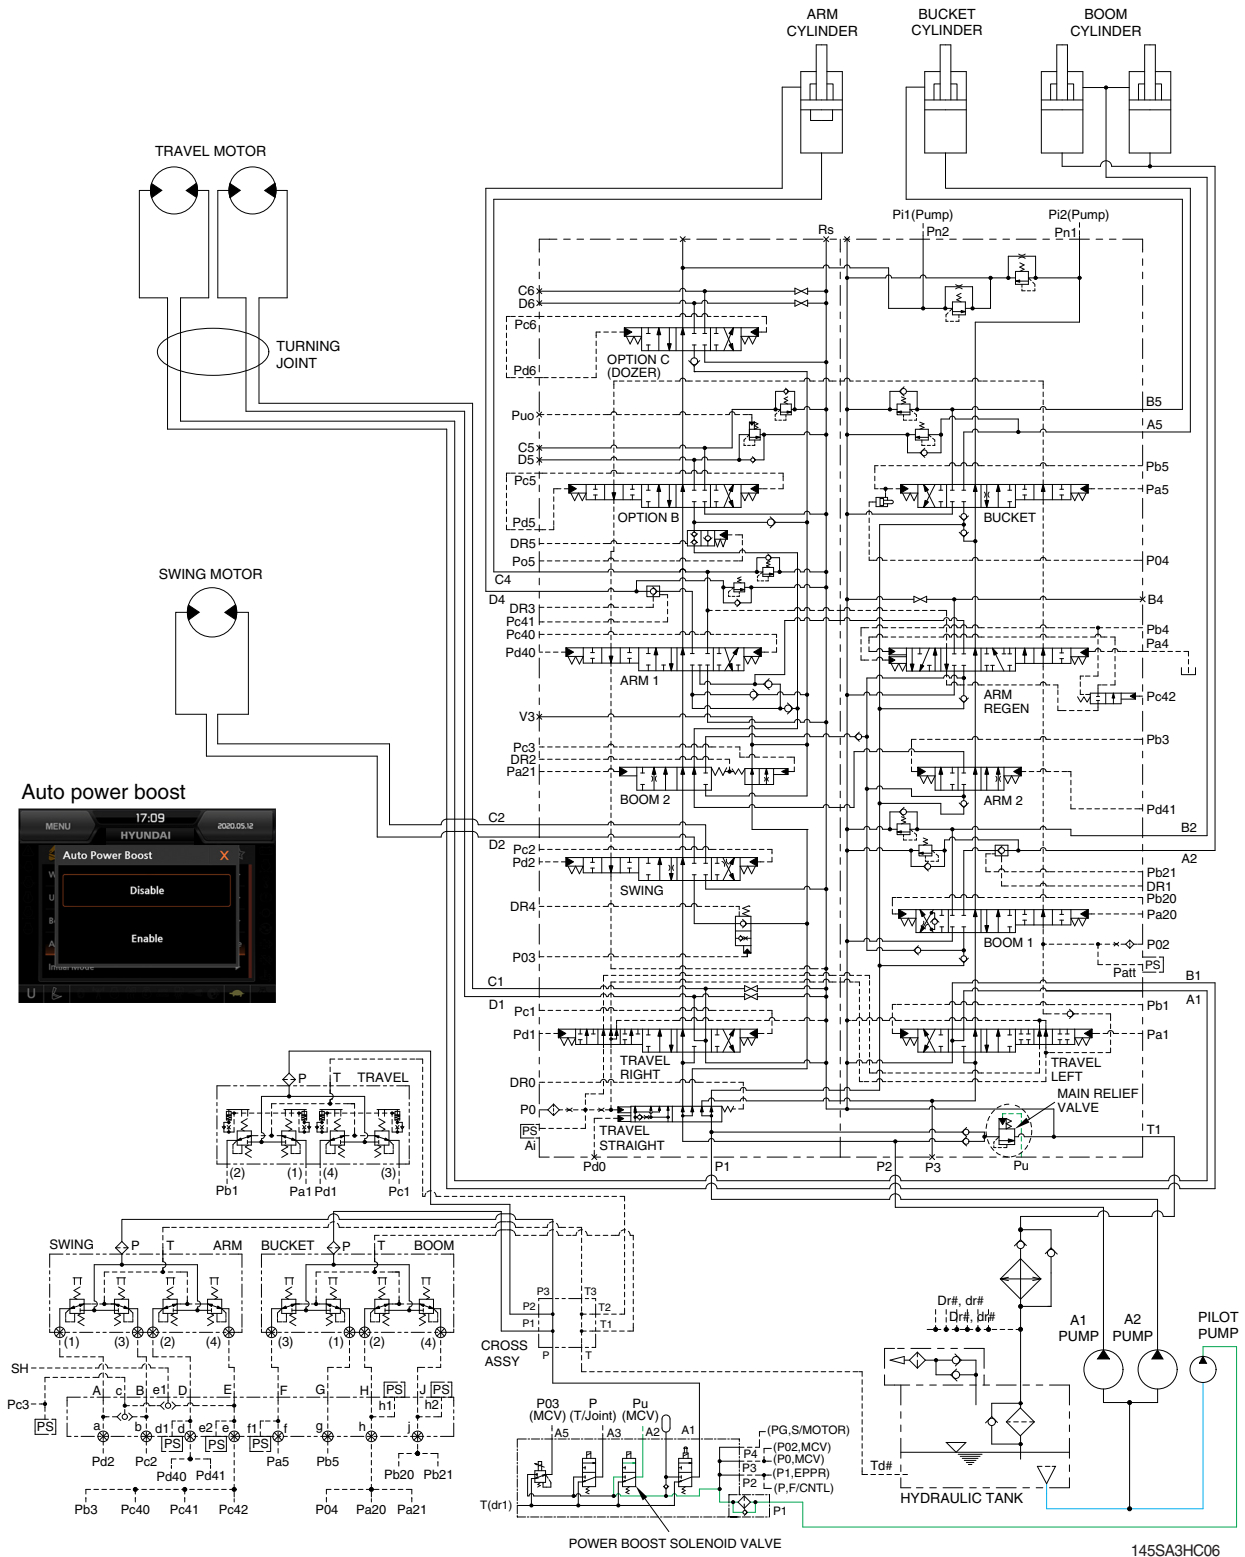 ARM
CYLINDER
BUCKET
CYLINDER
BOOM
CYLINDER
TRAVEL MOTOR
TURNING
JOINT
Pi1(Pump)
Pn2
Pi2(Pump)
Pn1
Rs
C6
D6
Pc6
Pd6
OPTION C
(DOZER)
Puo
C5
D5
Pc5
Pd5
OPTION B
DR5
Po5
B5
A5
Pb5
Pa5
BUCKET
P04
SWING MOTOR
C4
D4
DR3
Pc41
Pc40
Pd40
ARM 1
B4
Pb4
Pa4
ARM
REGEN
Pc42
V3
Pc3
DR2
Pa21
BOOM 2
Pb3
ARM 2
Pd41
C2
D2
Pc2
Pd2
SWING
DR4
P03
B2
A2
Pb21
DR1
Pb20
Pa20
BOOM 1
P02
PS
Patt
C1
D1
Pc1
Pd1
TRAVEL
RIGHT
B1
A1
Pb1
Pa1
TRAVEL
LEFT
DR0
P0
PS
Ai
TRAVEL
STRAIGHT
MAIN RELIEF
VALVE
T1
Pd0
P1
P2
P3
Pu
Auto power boost
MENU
17:09
HYUNDAI
2020.05.12
Auto Power Boost
X
Disable
Enable
U
P
T
TRAVEL
(2)
(1)
(4)
(3)
Pb1
Pa1
Pd1
Pc1
SWING
P
T
ARM
BUCKET
P
T
BOOM
(1)
(3)
(2)
(4)
(3)
(1)
(2)
(4)
SH
Pc3
PS
A
c
B
e1
D
E
F
G
H
PS
h1
J
PS
h2
a
b
d1
d
PS
e2
e
PS
f1
f
PS
g
h
j
Pd2
Pc2
Pd40
Pd41
Pa5
Pb5
Pb20
Pb21
Pb3
Pc40
Pc41
Pc42
P04
Pa20
Pa21
P3
T3
P2
T2
P1
T1
CROSS
ASSY
P
T
P03
(MCV)
P
(T/Joint)
Pu
(MCV)
A5
A3
A2
A1
(PG,S/MOTOR)
P4
(P02,MCV)
(P0,MCV)
P3
(P1,EPPR)
P2
(P,F/CNTL)
T(dr1)
P1
POWER BOOST SOLENOID VALVE
Dr#, dr#
Dr#, dr#
A1
PUMP
A2
PUMP
PILOT
PUMP
Td#
HYDRAULIC TANK
145SA3HC06